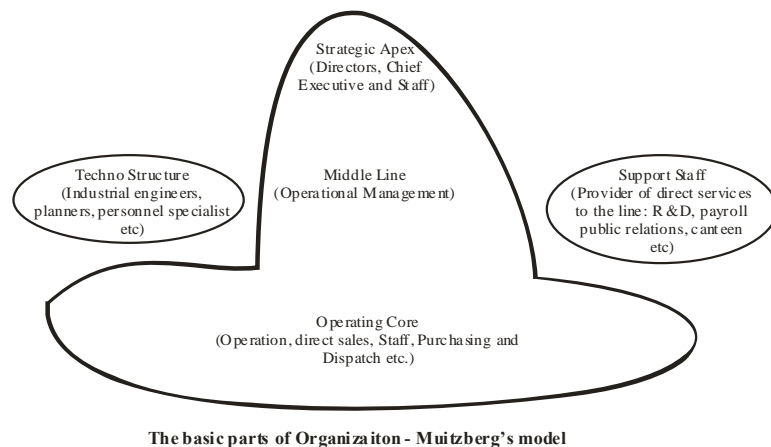 Strategic Apex
(Directors, Chief
Executive and Staff)
Techno Structure
(Industrial engineers,
planners, personnel specialist
etc)
Middle Line
(Operational Management)
Support Staff
(Provider of direct services
to the line: R &D, payroll
public relations, canteen
etc)
Operating Core
(Operation, direct sales, Staff, Purchasing and
Dispatch etc.)
The basic parts of Organizaiton - Muitzberg's model